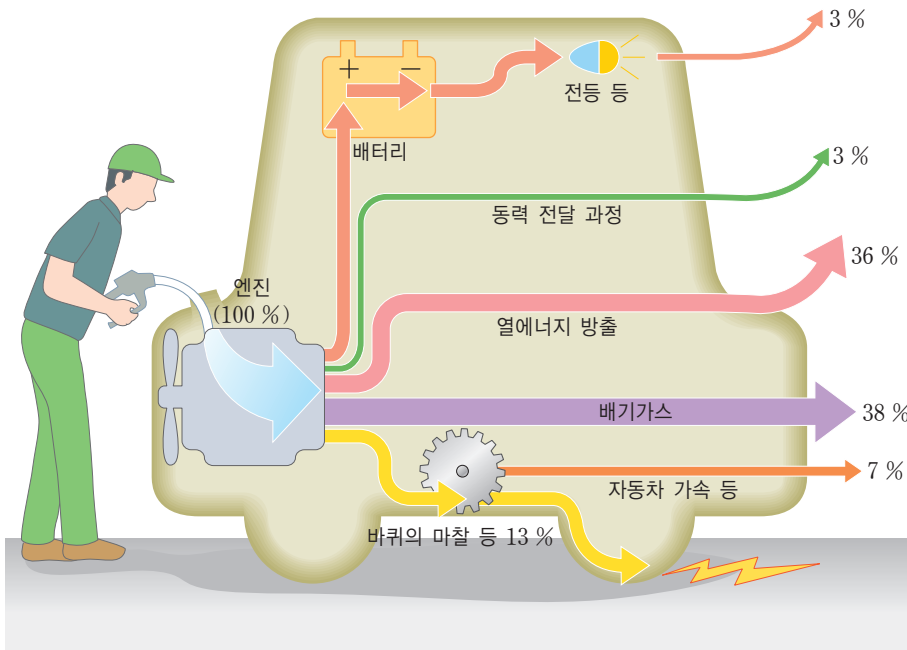 3 %
+ −
전등 등
배터리
3 %
동력 전달 과정
36 %
엔진
(100 %)
열에너지 방출
배기가스
38 %
7 %
자동차 가속 등
바퀴의 마찰 등 13 %